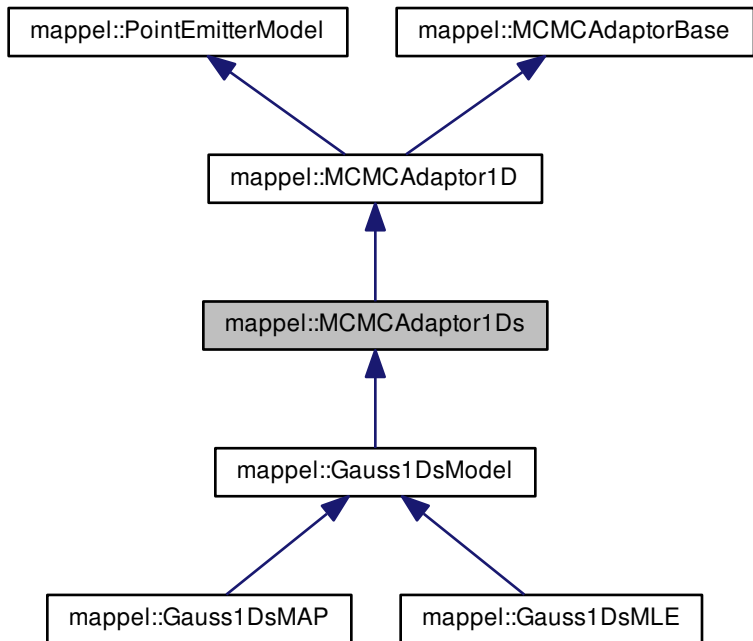 mappel::PointEmitterModel
mappel::MCMCAdaptorBase
mappel::MCMCAdaptor1D
mappel::MCMCAdaptor1Ds
mappel::Gauss1DsModel
mappel::Gauss1DsMAP
mappel::Gauss1DsMLE